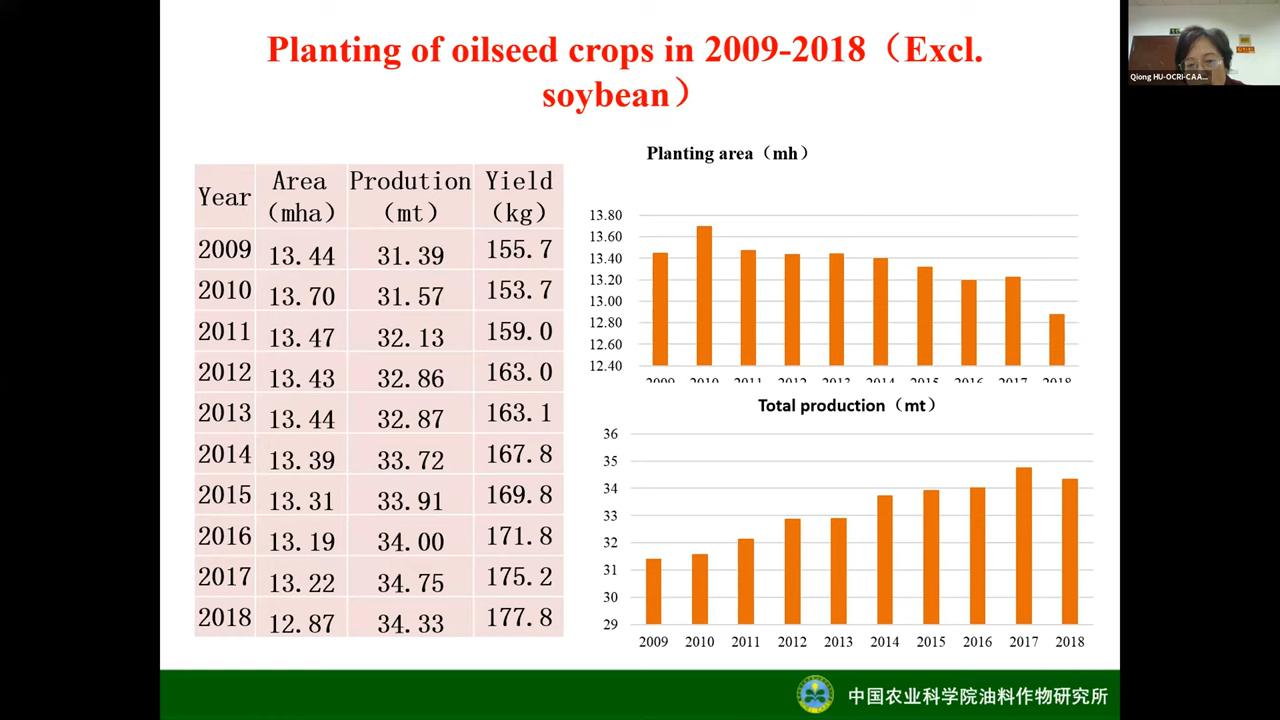 Planting of oilseed crops in 2009-2018（Excl.
soybean）
Qiong HU-OCRI-CAA...
Year Area（mha） Prodution（mt） Yield（kg）
2009 13.44 31.39 155.7
2010 13.70 31.57 153.7
2011 13.47 32.13 159.0
2012 13.43 32.86 163.0
2013 13.44 32.87 163.1
2014 13.39 33.72 167.8
2015 13.31 33.91 169.8
2016 13.19 34.00 171.8
2017 13.22 34.75 175.2
2018 12.87 34.33 177.8
Planting area（mh）
13.80
13.60
13.40
13.20
13.00
12.80
12.60
12.40
2009 2010 2011 2012 2013 2014 2015 2016 2017 2018
Total production（mt）
36
35
34
33
32
31
30
29
2009 2010 2011 2012 2013 2014 2015 2016 2017 2018
中国农业科学院油料作物研究所